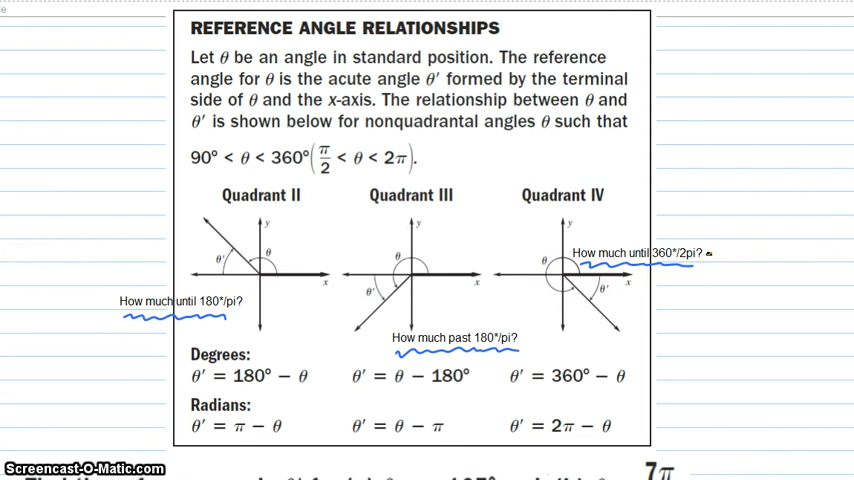 REFERENCE ANGLE RELATIONSHIPS
Let θ be an angle in standard position. The reference
angle for θ is the acute angle θ′ formed by the terminal
side of θ and the x-axis. The relationship between θ and
θ′ is shown below for nonquadrantal angles θ such that
90° < θ < 360°(π/2 < θ < 2π).
Quadrant II Quadrant III Quadrant IV
y y y
θ′ θ θ θ How much until 360*/2pi?
x θ′ x θ′ x
How much until 180*/pi?
How much past 180*/pi?
Degrees:
θ′ = 180° − θ θ′ = θ − 180° θ′ = 360° − θ
Radians:
θ′ = π − θ θ′ = θ − π θ′ = 2π − θ
Screencast-O-Matic.com
7π